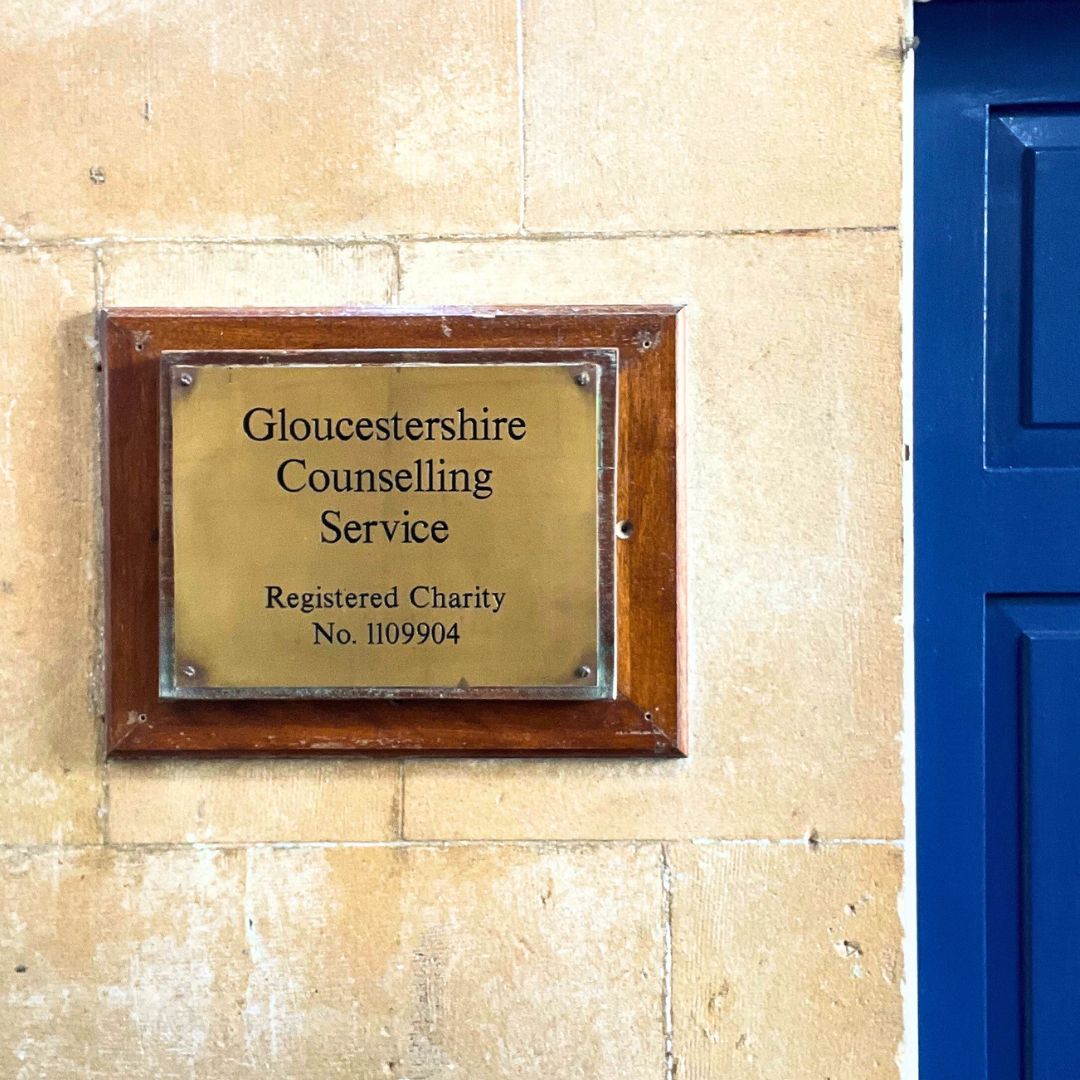 Gloucestershire
Counselling
Service
Registered Charity
No. 1109904